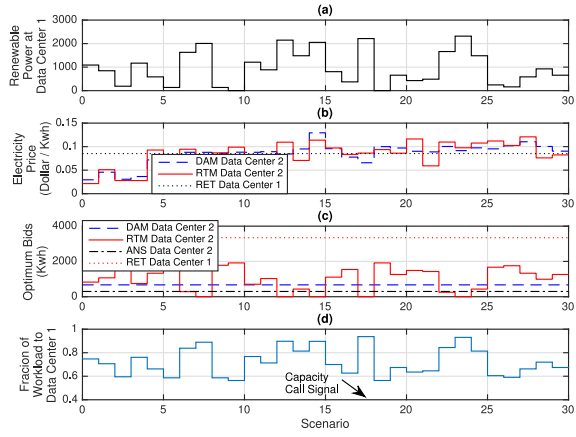 (a)
Renewable
Power at
Data Center 1
3000
2000
1000
0
0 5 10 15 20 25 30
(b)
Electricity
Price
(Dollar / Kwh)
0.15
0.1
0.05
0
DAM Data Center 2
RTM Data Center 2
RET Data Center 1
0 5 10 15 20 25 30
(c)
Optimum Bids
(Kwh)
4000
2000
0
DAM Data Center 2
RTM Data Center 2
ANS Data Center 2
RET Data Center 1
0 5 10 15 20 25 30
(d)
Fracion of
Workload to
Data Center 1
1
0.8
0.6
0.4
Capacity
Call Signal
0 5 10 15 20 25 30
Scenario